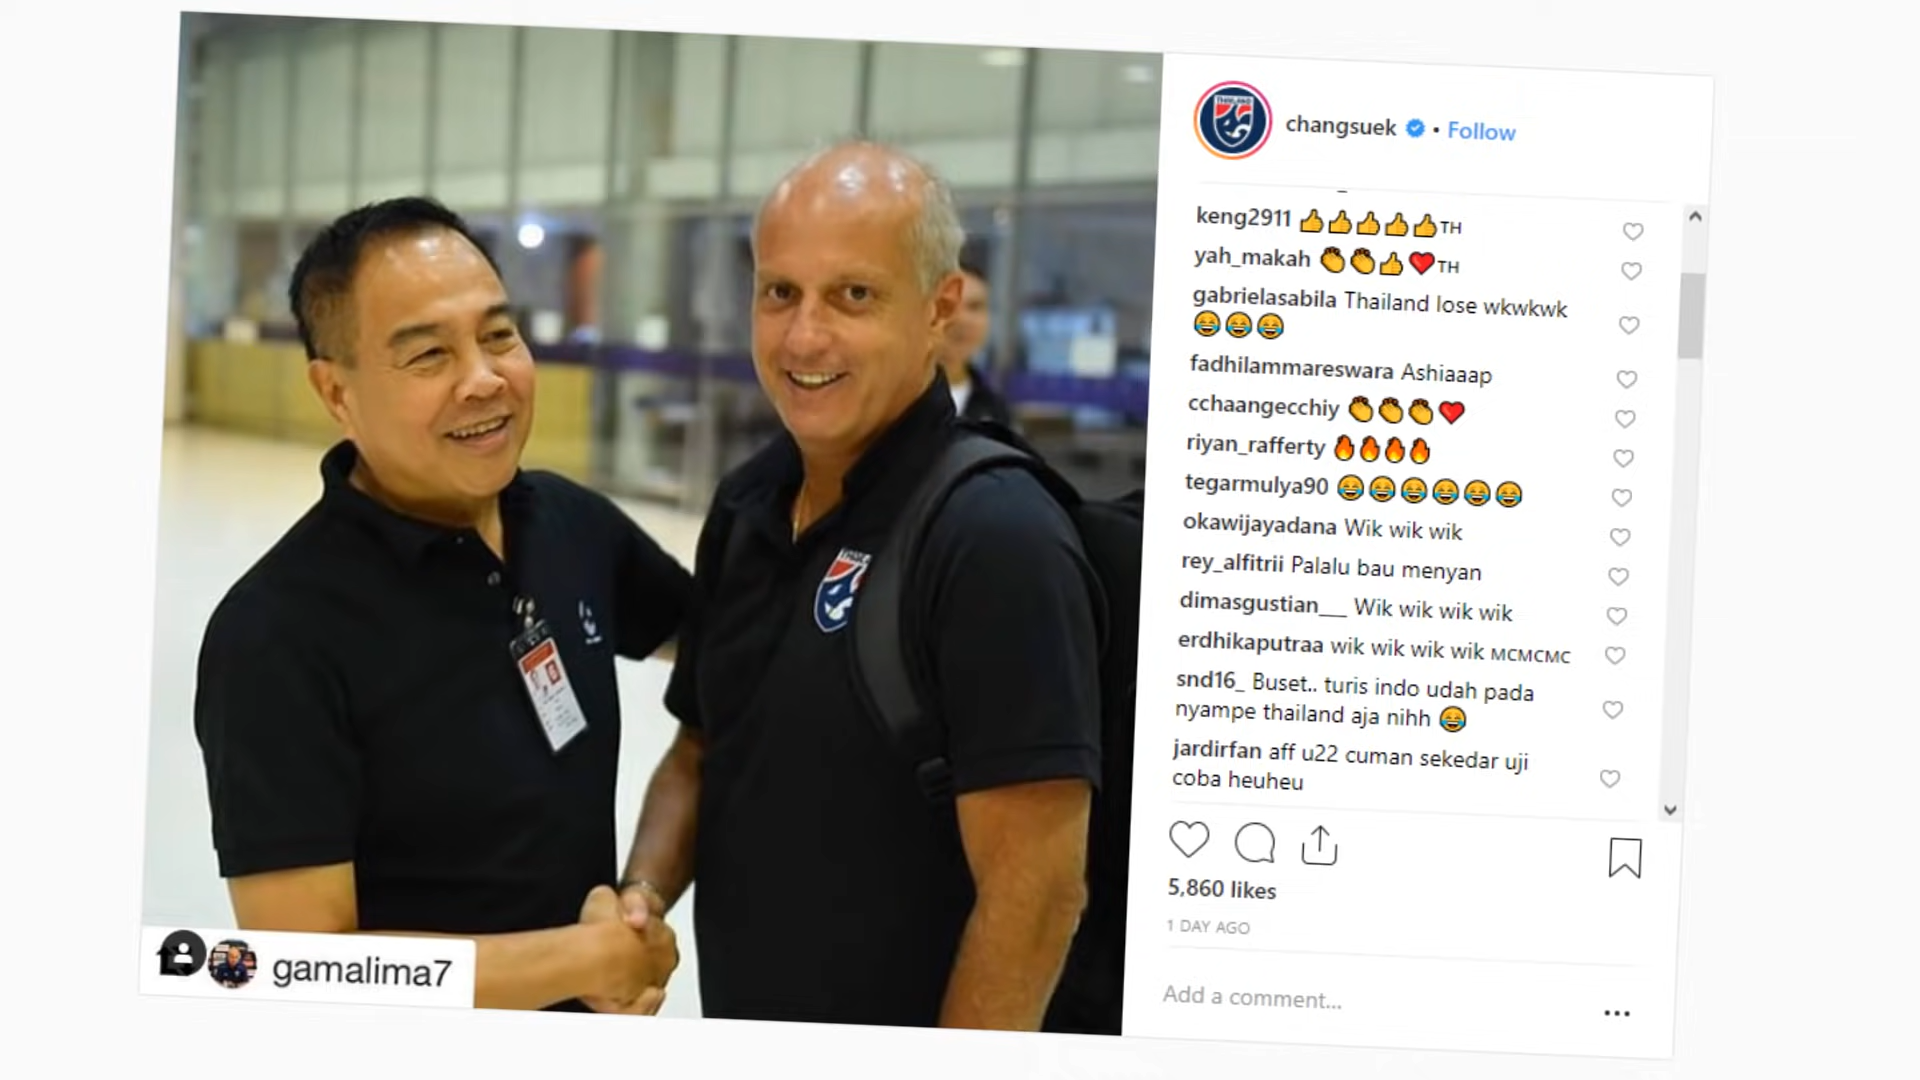 changsuek • Follow
keng2911 👍👍👍👍👍TH
yah_makah 👏👏👍❤️TH
gabrielasabila Thailand lose wkwkwk
😂😂😂
fadhilammareswara Ashiaaap
cchaangecchiy 👏👏👏❤️
riyan_rafferty 🔥🔥🔥🔥
tegarmulya90 😂😂😂😂😂😂
okawijayadana Wik wik wik
rey_alfitrii Palalu bau menyan
dimasgustian___ Wik wik wik wik
erdhikaputraa wik wik wik wik MCMCMC
snd16_ Buset.. turis indo udah pada
nyampe thailand aja nihh 😂
jardirfan aff u22 cuman sekedar uji
coba heuheu
5,860 likes
1 DAY AGO
Add a comment...
gamalima7